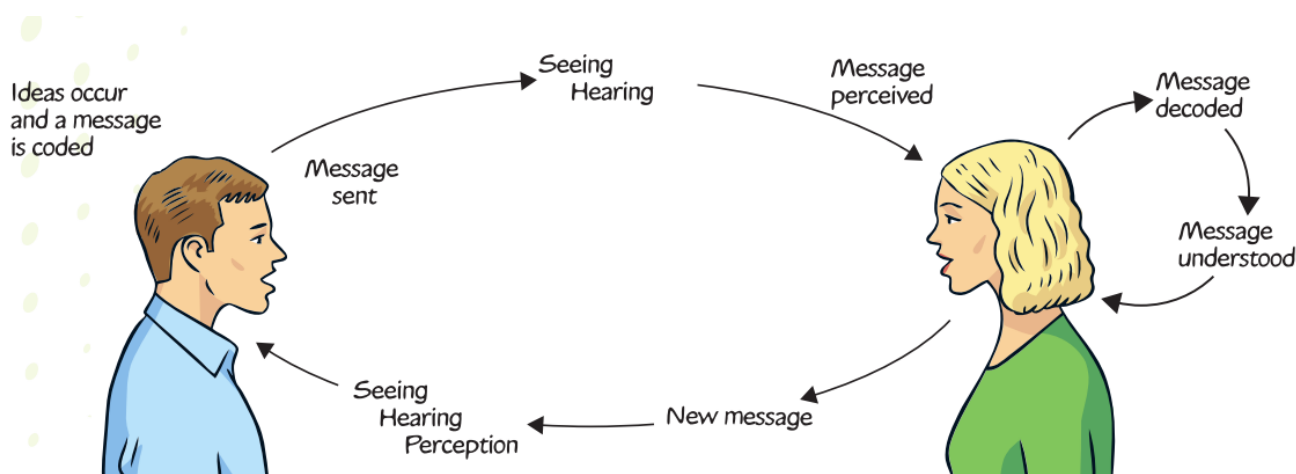 Ideas occur
and a message
is coded
Message
sent
Seeing
Hearing
Message
perceived
Message
decoded
Message
understood
New message
Seeing
Hearing
Perception